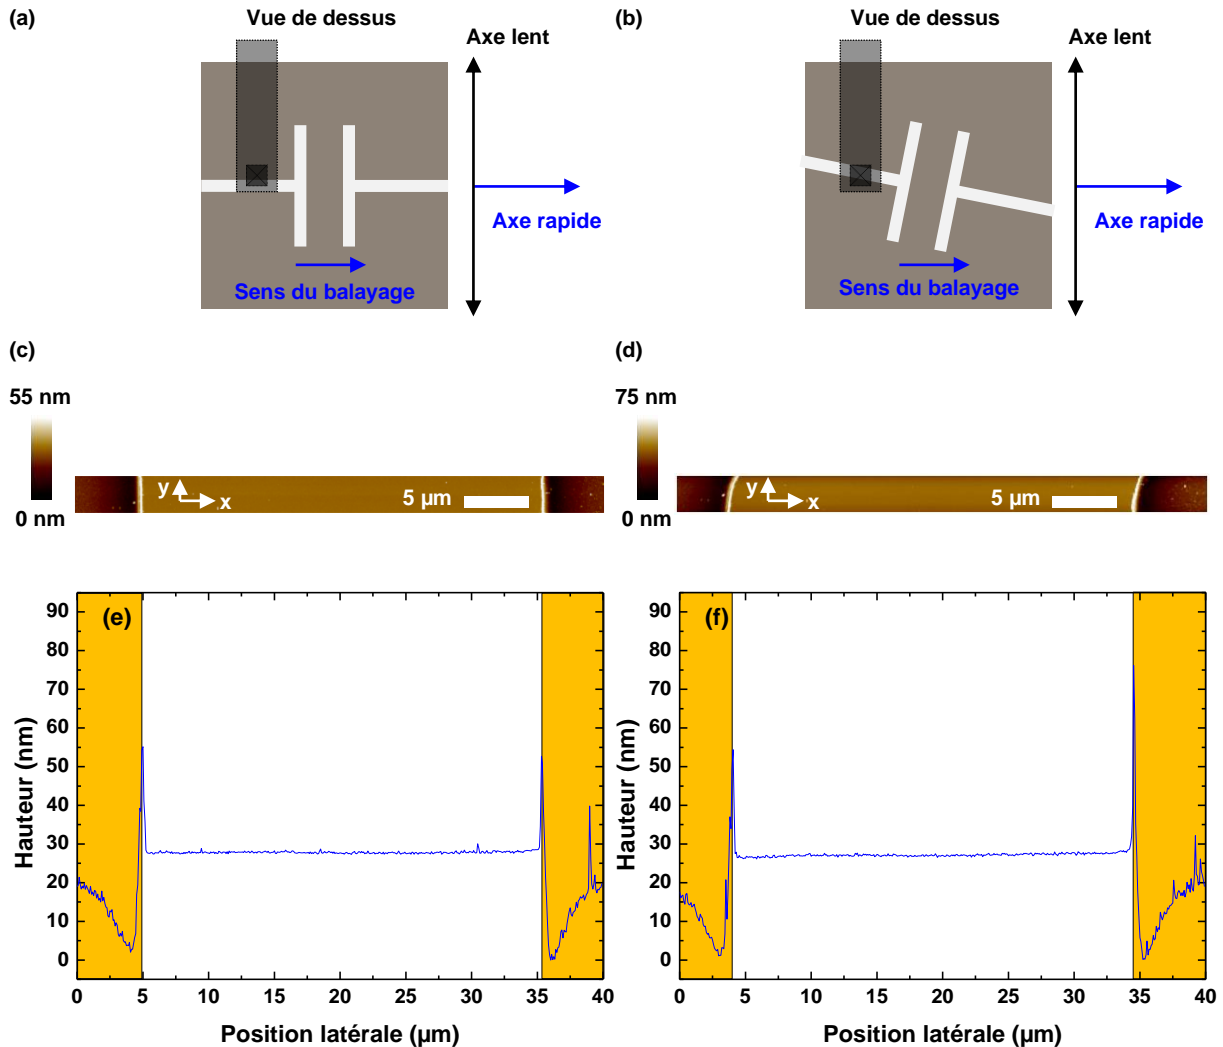 (a)
Vue de dessus
Axe lent
Axe rapide
Sens du balayage
(b)
Vue de dessus
Axe lent
Axe rapide
Sens du balayage
(c)
55 nm
0 nm
y
x
5 µm
(d)
75 nm
0 nm
y
x
5 µm
(e)
Hauteur (nm)
90
80
70
60
50
40
30
20
10
0
0 5 10 15 20 25 30 35 40
Position latérale (µm)
(f)
Hauteur (nm)
90
80
70
60
50
40
30
20
10
0
0 5 10 15 20 25 30 35 40
Position latérale (µm)